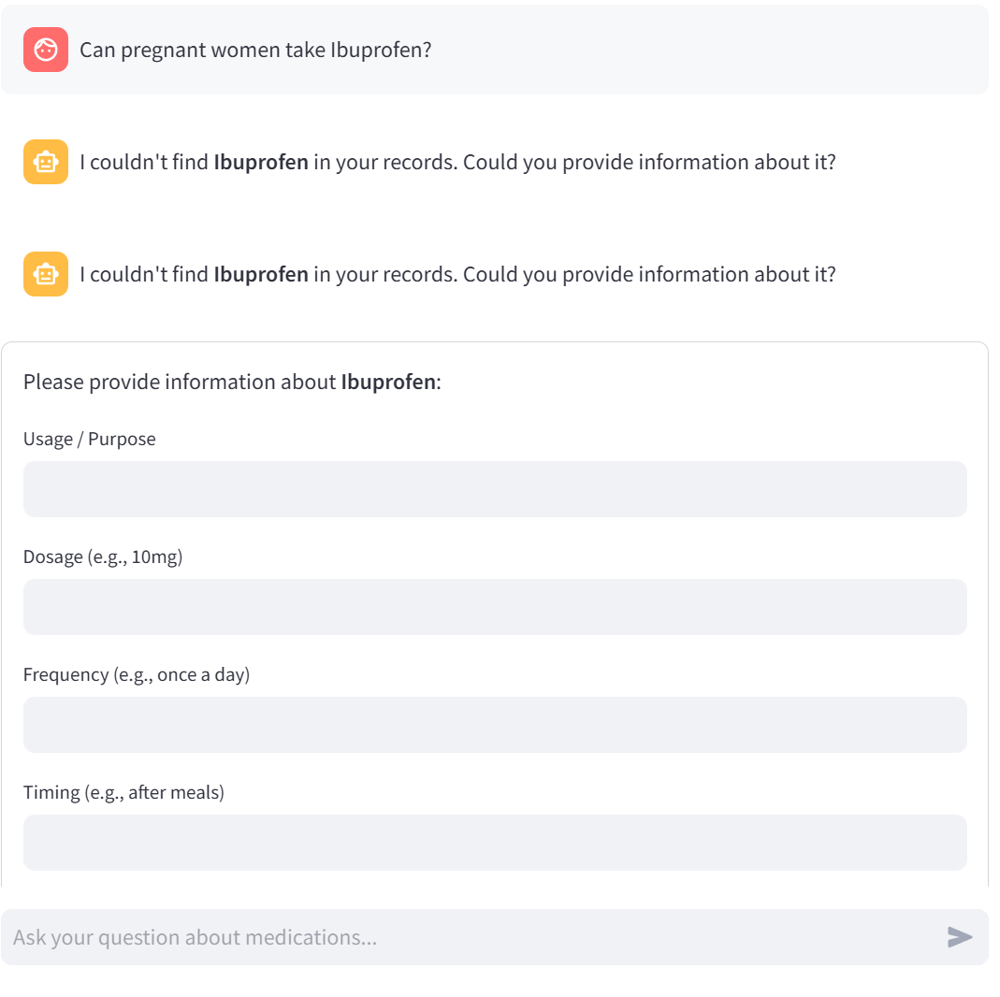 Can pregnant women take Ibuprofen?
I couldn't find Ibuprofen in your records. Could you provide information about it?
I couldn't find Ibuprofen in your records. Could you provide information about it?
Please provide information about Ibuprofen:
Usage / Purpose
Dosage (e.g., 10mg)
Frequency (e.g., once a day)
Timing (e.g., after meals)
Ask your question about medications...